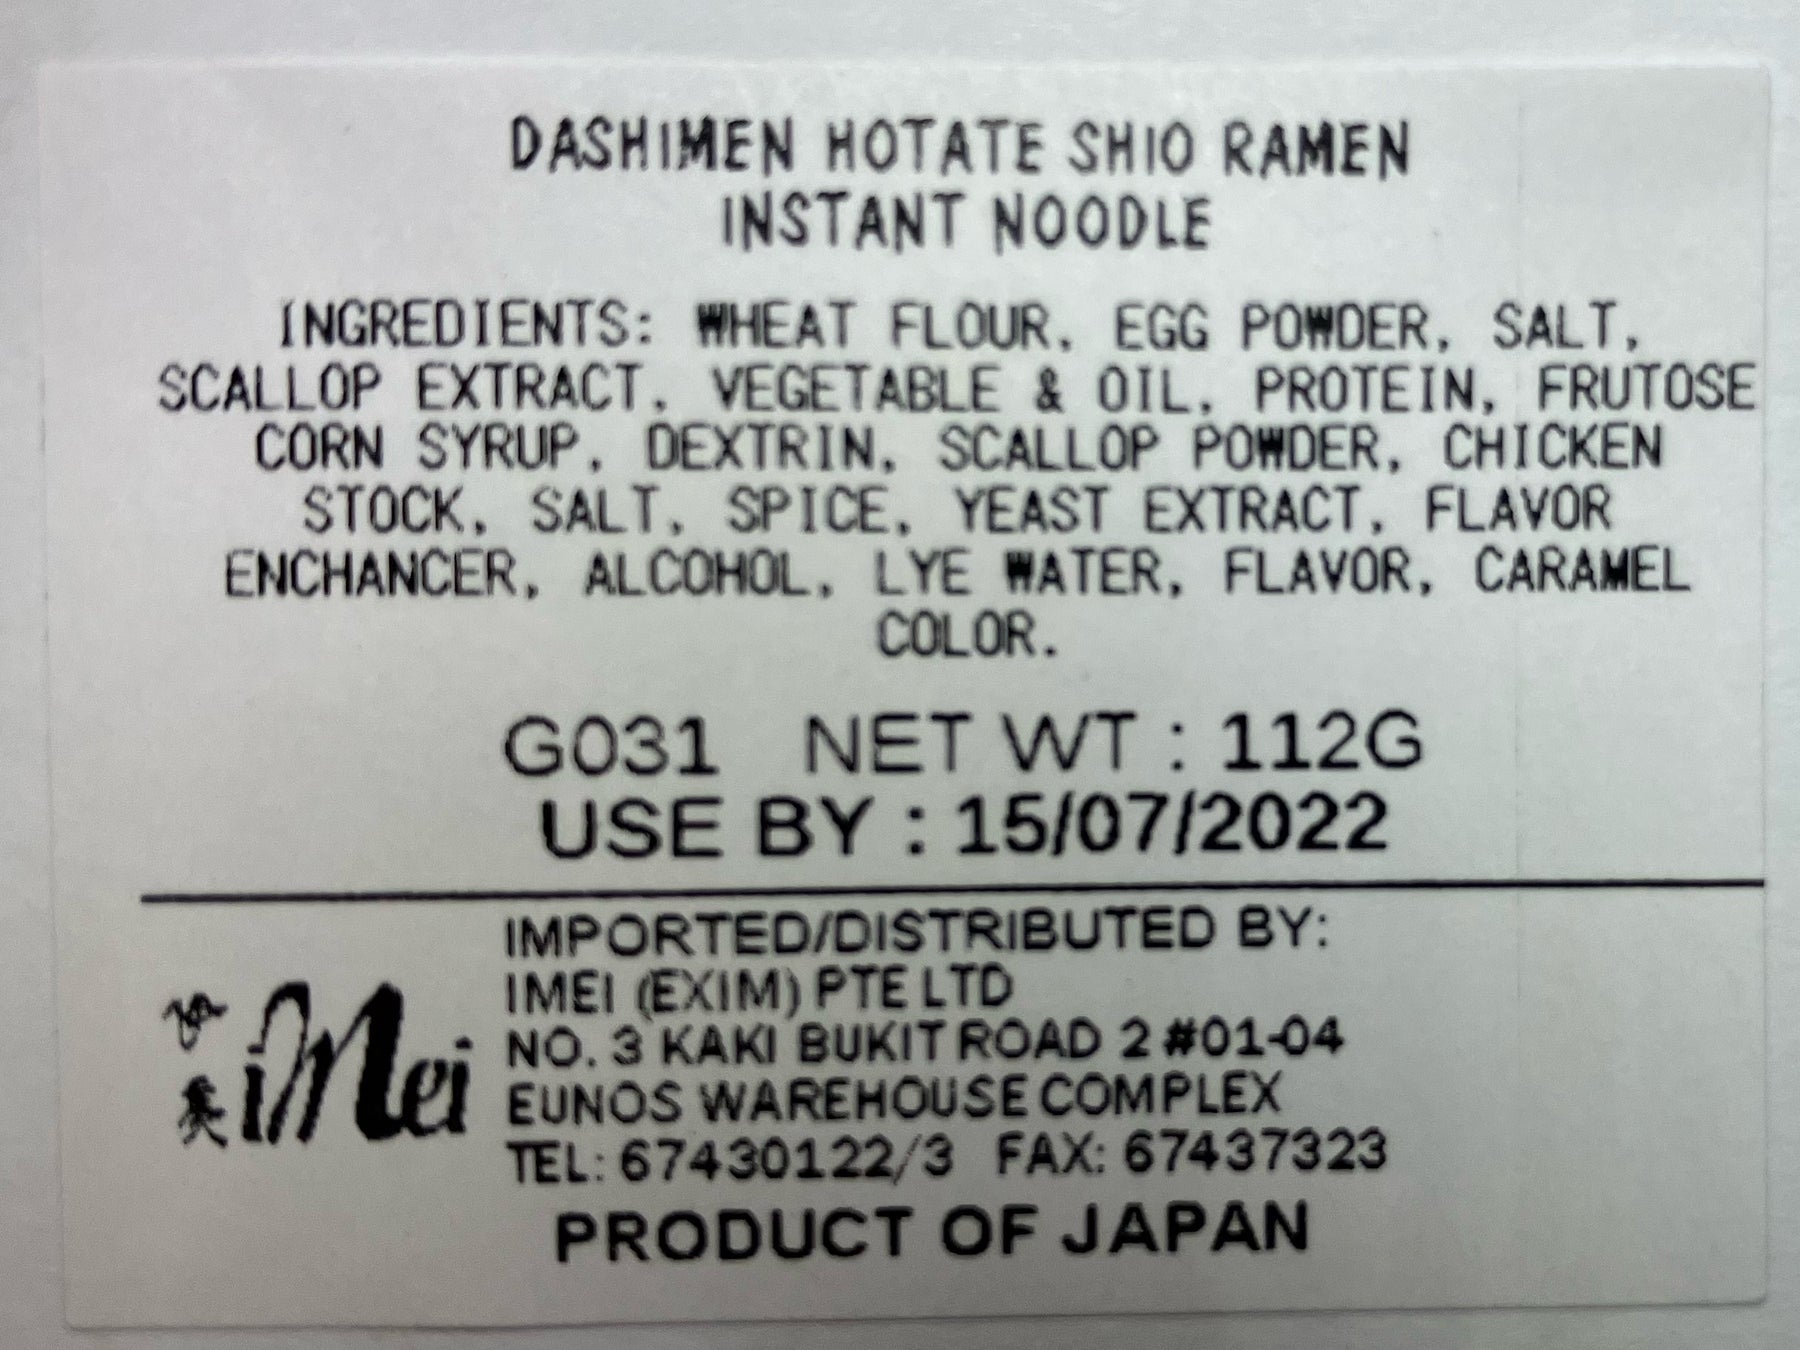 DASHIMEN HOTATE SHIO RAMEN
INSTANT NOODLE
INGREDIENTS: WHEAT FLOUR, EGG POWDER, SALT,
SCALLOP EXTRACT, VEGETABLE & OIL, PROTEIN, FRUTOSE
CORN SYRUP, DEXTRIN, SCALLOP POWDER, CHICKEN
STOCK, SALT, SPICE, YEAST EXTRACT, FLAVOR
ENCHANCER, ALCOHOL, LYE WATER, FLAVOR, CARAMEL
COLOR.
G031 NET WT : 112G
USE BY : 15/07/2022
IMPORTED/DISTRIBUTED BY:
IMEI (EXIM) PTE LTD
NO. 3 KAKI BUKIT ROAD 2 #01-04
EUNOS WAREHOUSE COMPLEX
TEL: 67430122/3 FAX: 67437323
PRODUCT OF JAPAN
iMei